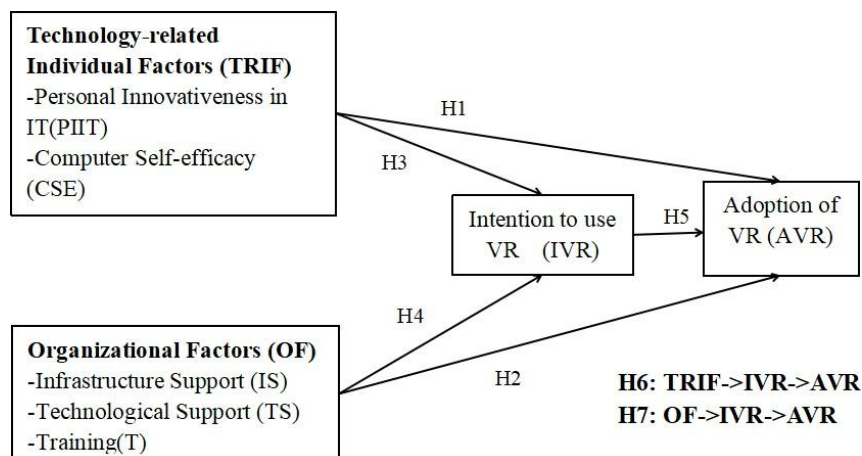 Technology-related
Individual Factors (TRIF)
-Personal Innovativeness in
IT(PIIT)
-Computer Self-efficacy
(CSE)
H1
H3
Intention to use
VR (IVR)
H5
Adoption of
VR (AVR)
H4
H2
Organizational Factors (OF)
-Infrastructure Support (IS)
-Technological Support (TS)
-Training(T)
H6: TRIF->IVR->AVR
H7: OF->IVR->AVR